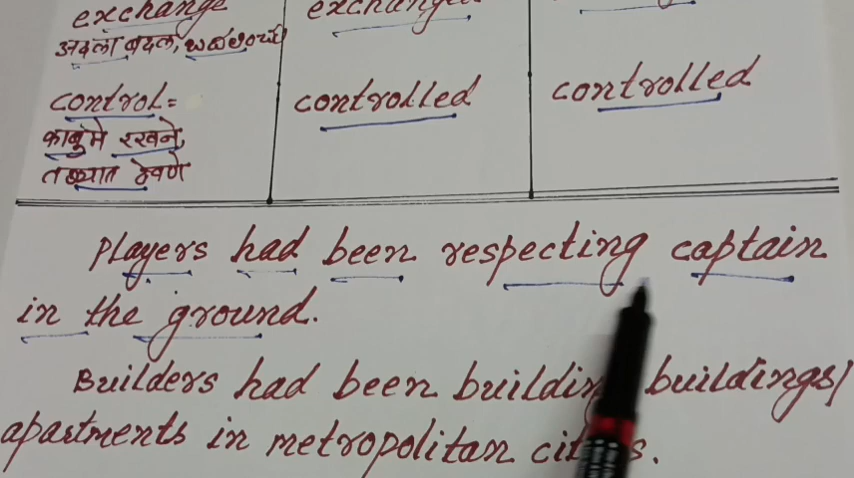 exchange exchanged
अदला बदल,
control= controlled controlled
काबुमे रखने,
ताब्यात ठेवणे
Players had been respecting captain
in the ground.
Builders had been building buildings/
apartments in metropolitan cities.